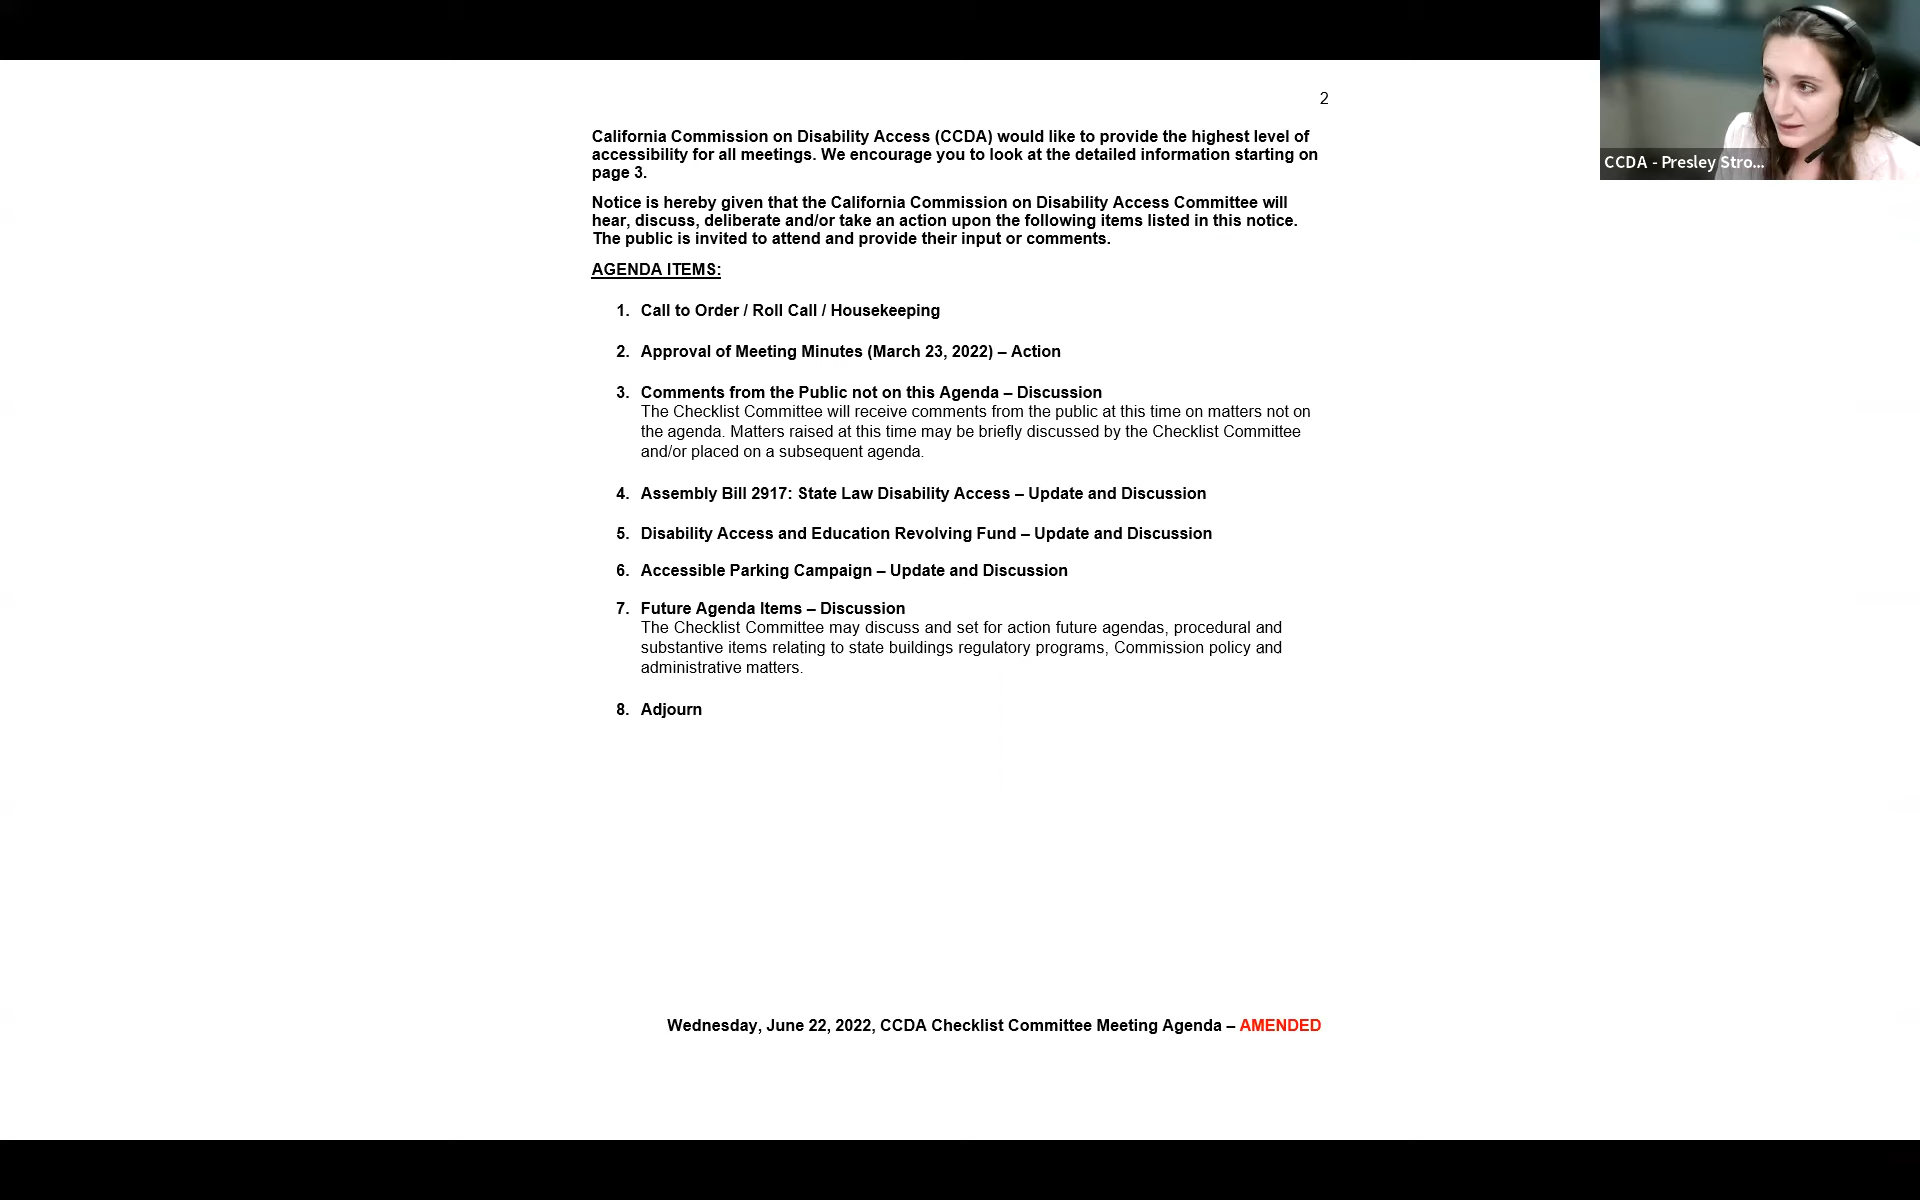 2
California Commission on Disability Access (CCDA) would like to provide the highest level of
accessibility for all meetings. We encourage you to look at the detailed information starting on
page 3.
Notice is hereby given that the California Commission on Disability Access Committee will
hear, discuss, deliberate and/or take an action upon the following items listed in this notice.
The public is invited to attend and provide their input or comments.
AGENDA ITEMS:
1. Call to Order / Roll Call / Housekeeping
2. Approval of Meeting Minutes (March 23, 2022) – Action
3. Comments from the Public not on this Agenda – Discussion
The Checklist Committee will receive comments from the public at this time on matters not on
the agenda. Matters raised at this time may be briefly discussed by the Checklist Committee
and/or placed on a subsequent agenda.
4. Assembly Bill 2917: State Law Disability Access – Update and Discussion
5. Disability Access and Education Revolving Fund – Update and Discussion
6. Accessible Parking Campaign – Update and Discussion
7. Future Agenda Items – Discussion
The Checklist Committee may discuss and set for action future agendas, procedural and
substantive items relating to state buildings regulatory programs, Commission policy and
administrative matters.
8. Adjourn
Wednesday, June 22, 2022, CCDA Checklist Committee Meeting Agenda – AMENDED
CCDA - Presley Stro...